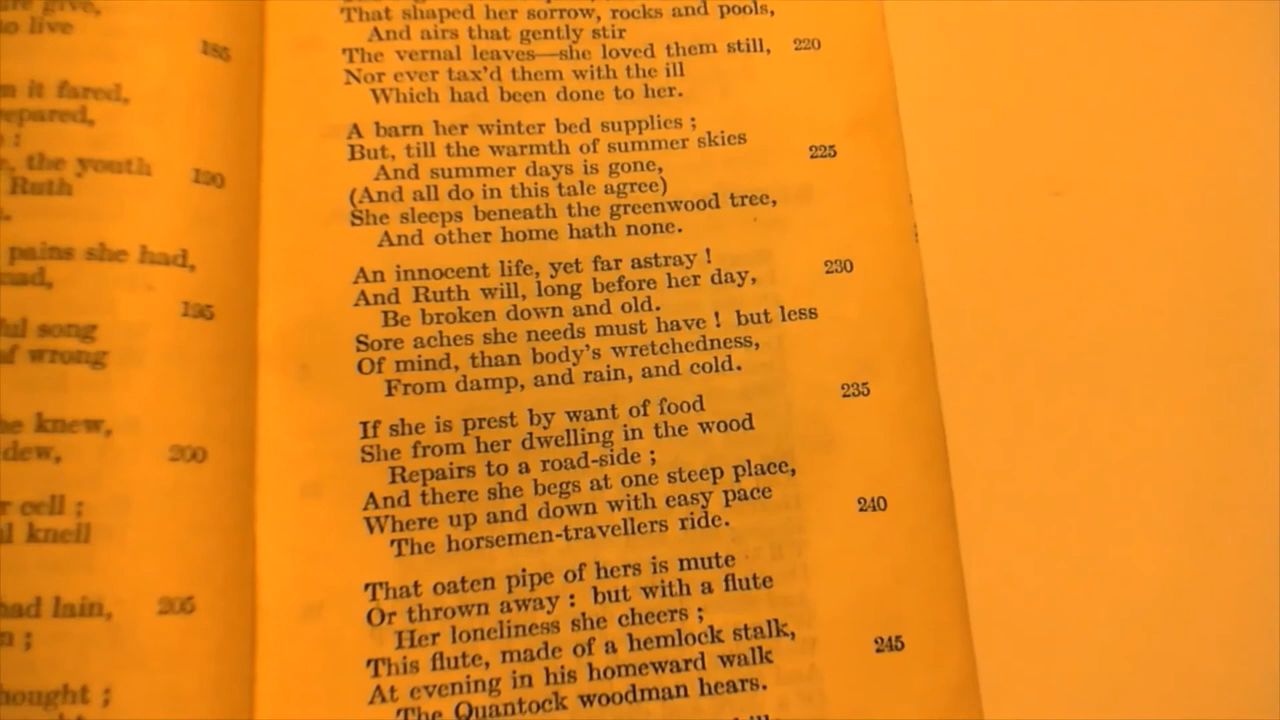 re give,
to live
185
n it fared,
repared,
the youth
190
Ruth
pains she had,
195
ful song
of wrong
he knew,
dew,
200
r cell ;
al knell
had lain,
205
hought ;
That shaped her sorrow, rocks and pools,
And airs that gently stir
The vernal leaves—she loved them still,
220
Nor ever tax'd them with the ill
Which had been done to her.
A barn her winter bed supplies ;
But, till the warmth of summer skies
And summer days is gone,
225
(And all do in this tale agree)
She sleeps beneath the greenwood tree,
And other home hath none.
An innocent life, yet far astray !
And Ruth will, long before her day,
230
Be broken down and old.
Sore aches she needs must have ! but less
Of mind, than body's wretchedness,
From damp, and rain, and cold.
If she is prest by want of food
235
She from her dwelling in the wood
Repairs to a road-side ;
And there she begs at one steep place,
Where up and down with easy pace
The horsemen-travellers ride.
240
That oaten pipe of hers is mute
Or thrown away : but with a flute
Her loneliness she cheers ;
This flute, made of a hemlock stalk,
At evening in his homeward walk
245
The Quantock woodman hears.